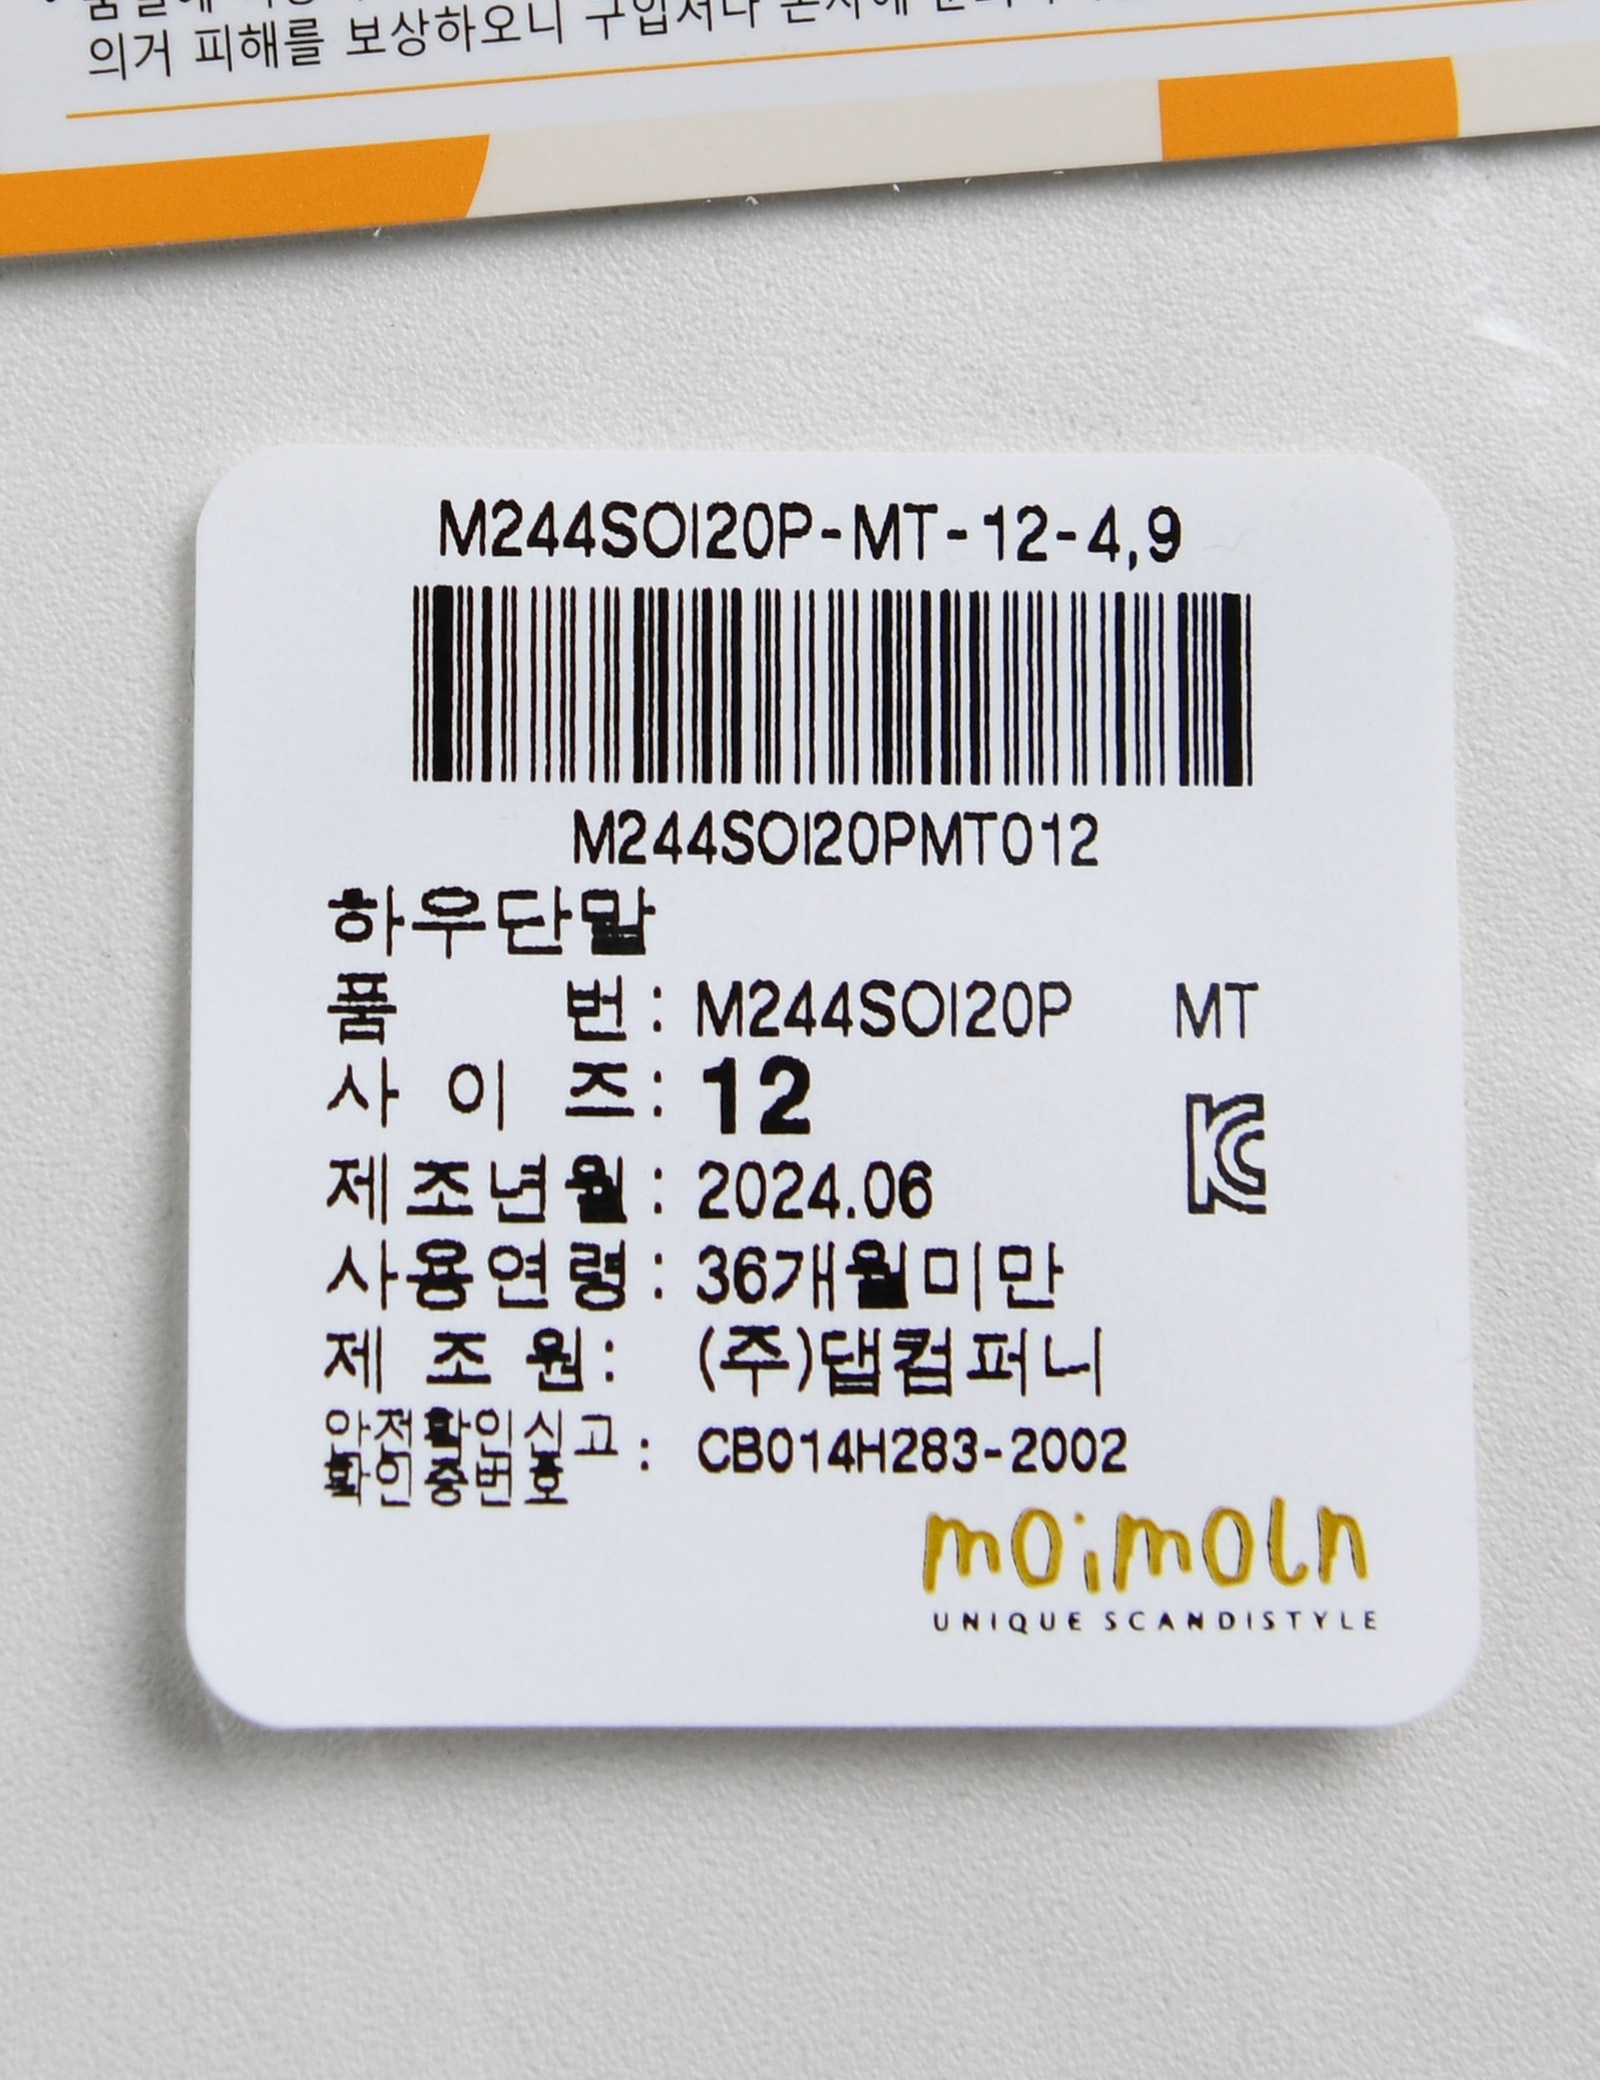 의거 피해를 보상하오니 구입처나 본사에
M244SOI20P-MT-12-4,9
M244SOI20PMT012
하우단말
품 번 : M244SOI20P MT
사 이 즈 : 12
제조년월 : 2024.06
사용연령 : 36개월미만
제 조 원 : (주)댑컴퍼니
안전확인신고
확인증번호 : CB014H283-2002
moimoln
UNIQUE SCANDISTYLE